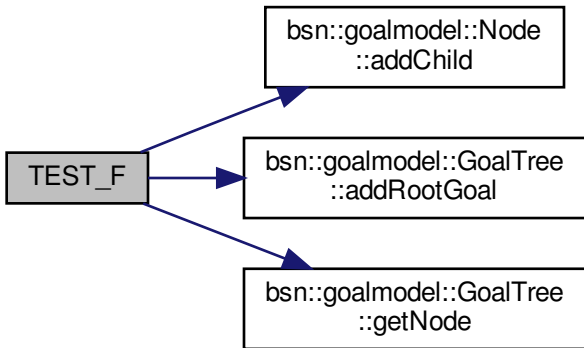 bsn::goalmodel::Node
::addChild
TEST_F
bsn::goalmodel::GoalTree
::addRootGoal
bsn::goalmodel::GoalTree
::getNode